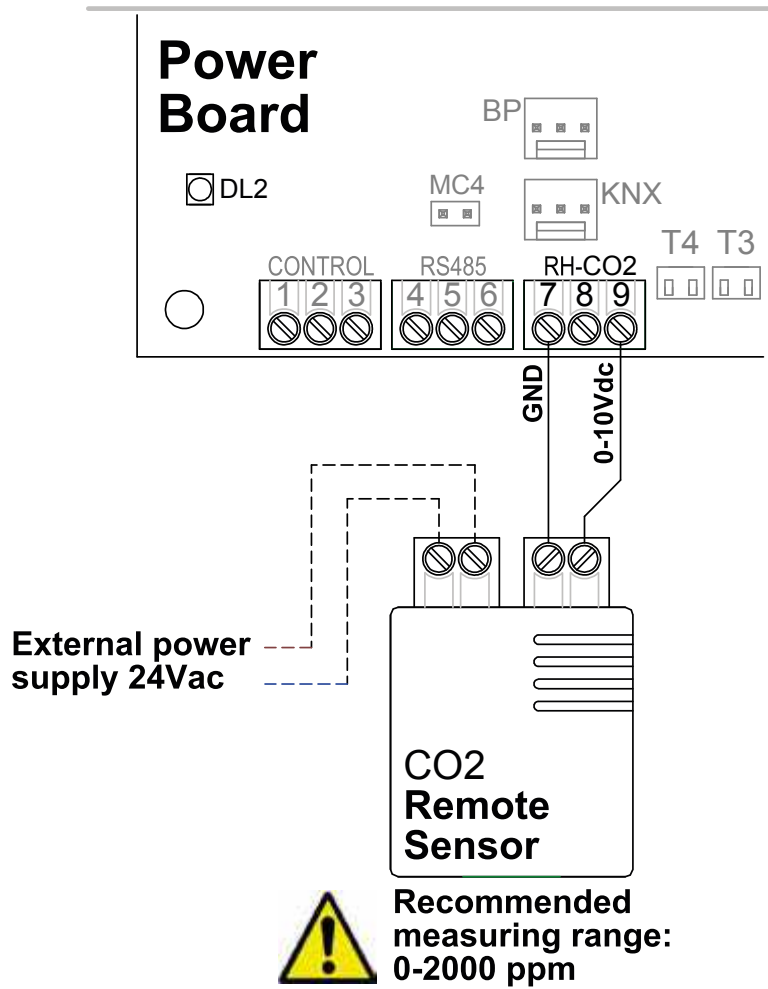 Power
Board
BP
DL2
MC4
KNX
T4 T3
CONTROL RS485 RH-CO2
1 2 3 4 5 6 7 8 9
GND
0-10Vdc
External power
supply 24Vac
CO2
Remote
Sensor
Recommended
measuring range:
0-2000 ppm